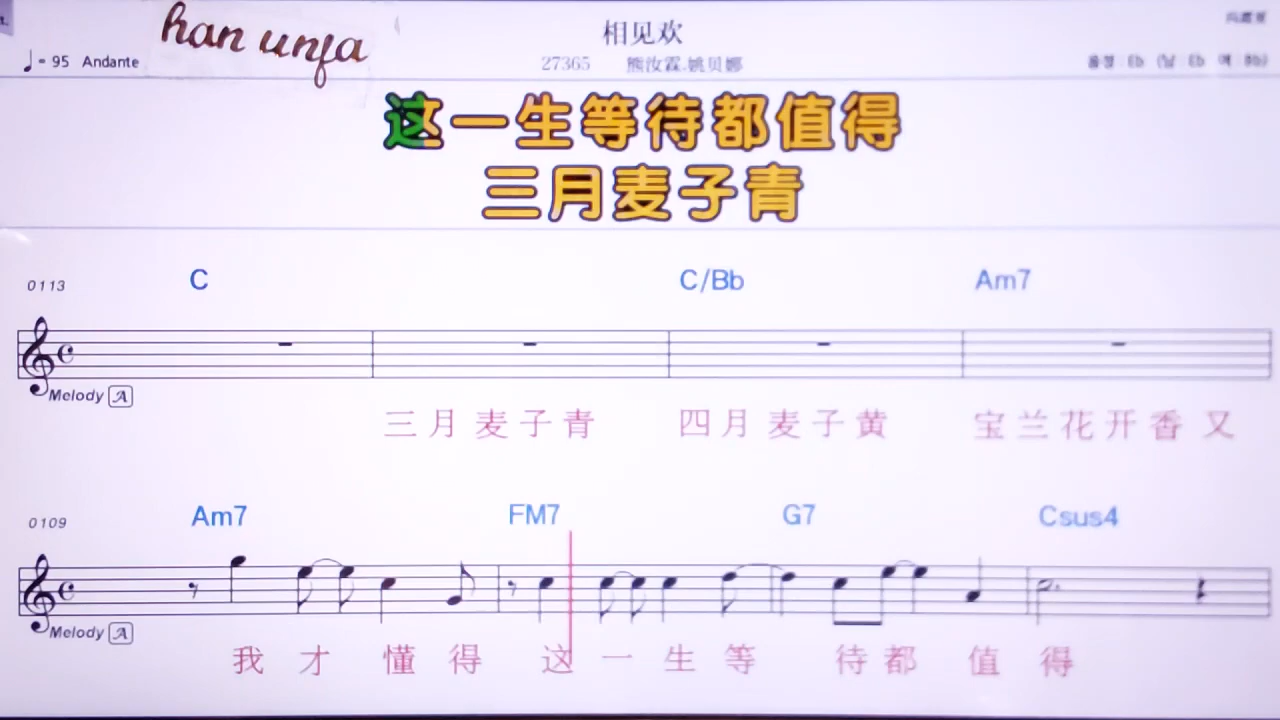 han unfa
相见欢
♩= 95 Andante
27365 熊汝霖.姚贝娜
这一生等待都值得
三月麦子青
0113 C C/Bb Am7
Melody A
三月麦子青 四月麦子黄 宝兰花开香又
0109 Am7 FM7 G7 Csus4
Melody A
我才懂得这一生等待都值得